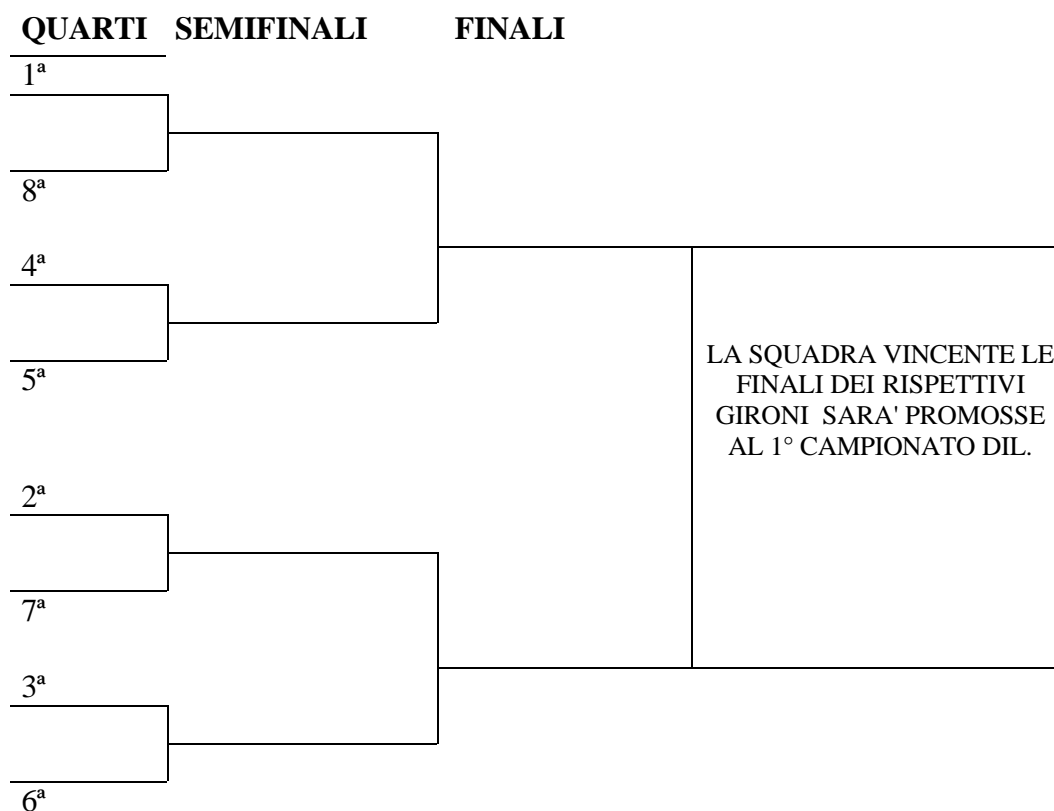 QUARTI SEMIFINALI FINALI
1ª
8ª
4ª
5ª
LA SQUADRA VINCENTE LE
FINALI DEI RISPETTIVI
GIRONI SARA' PROMOSSE
AL 1° CAMPIONATO DIL.
2ª
7ª
3ª
6ª